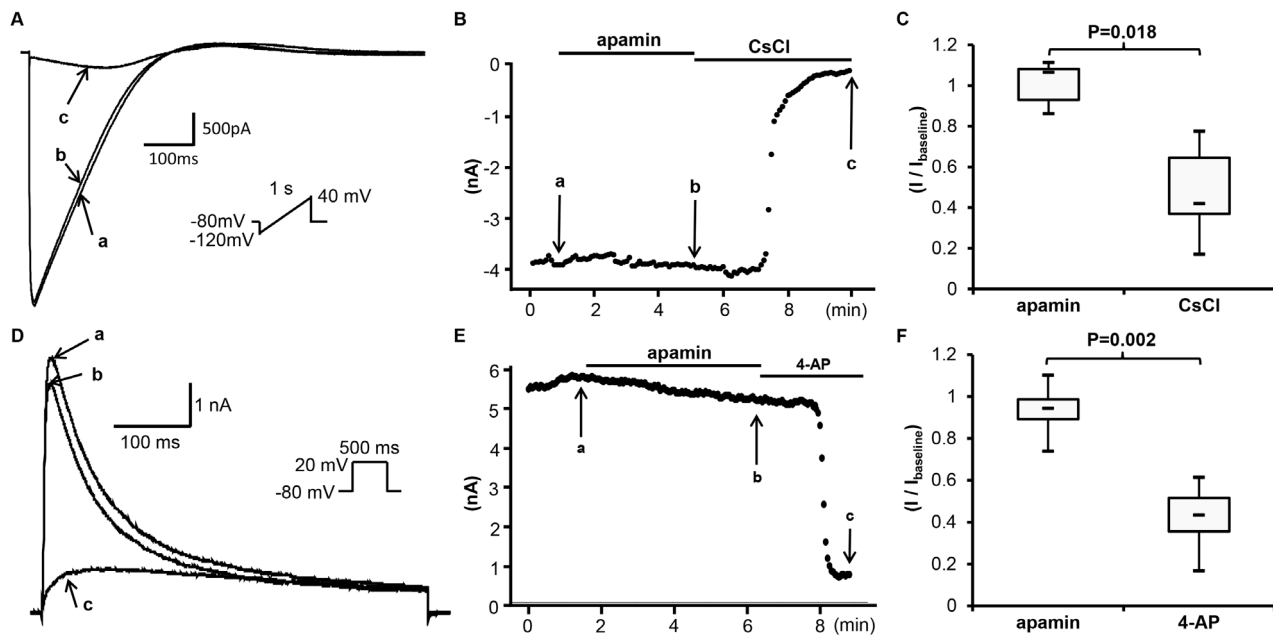 A
c
b
a
500pA
100ms
1 s
40 mV
-80mV
-120mV
B
apamin
CsCl
0
-1
-2
-3
-4
(nA)
a
b
c
0 2 4 6 8 (min)
C
P=0.018
1.2
1
0.8
0.6
0.4
0.2
0
(I / Ibaseline)
apamin CsCl
D
a
b
c
1 nA
100 ms
500 ms
20 mV
-80 mV
E
apamin
4-AP
6
5
4
3
2
1
0
(nA)
a
b
c
0 2 4 6 8 (min)
F
P=0.002
1.2
1
0.8
0.6
0.4
0.2
0
(I / Ibaseline)
apamin 4-AP